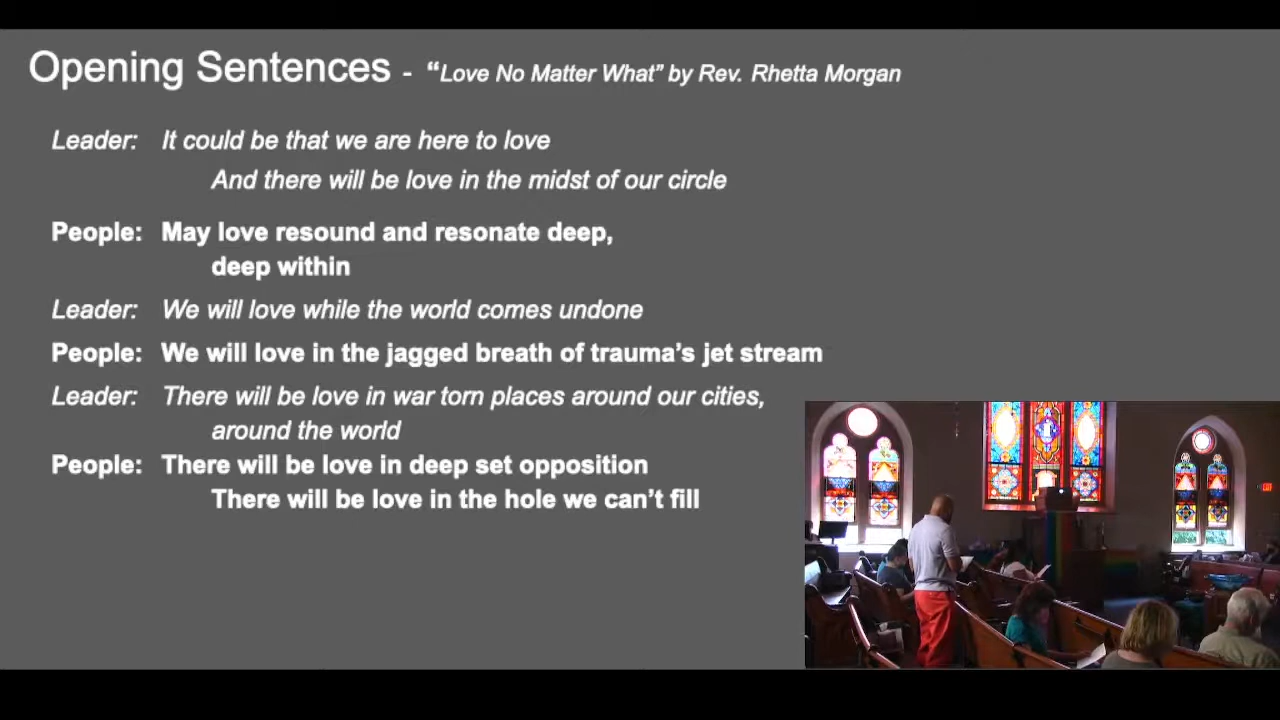 Opening Sentences - “Love No Matter What” by Rev. Rhetta Morgan
Leader: It could be that we are here to love
And there will be love in the midst of our circle
People: May love resound and resonate deep,
deep within
Leader: We will love while the world comes undone
People: We will love in the jagged breath of trauma’s jet stream
Leader: There will be love in war torn places around our cities,
around the world
People: There will be love in deep set opposition
There will be love in the hole we can’t fill